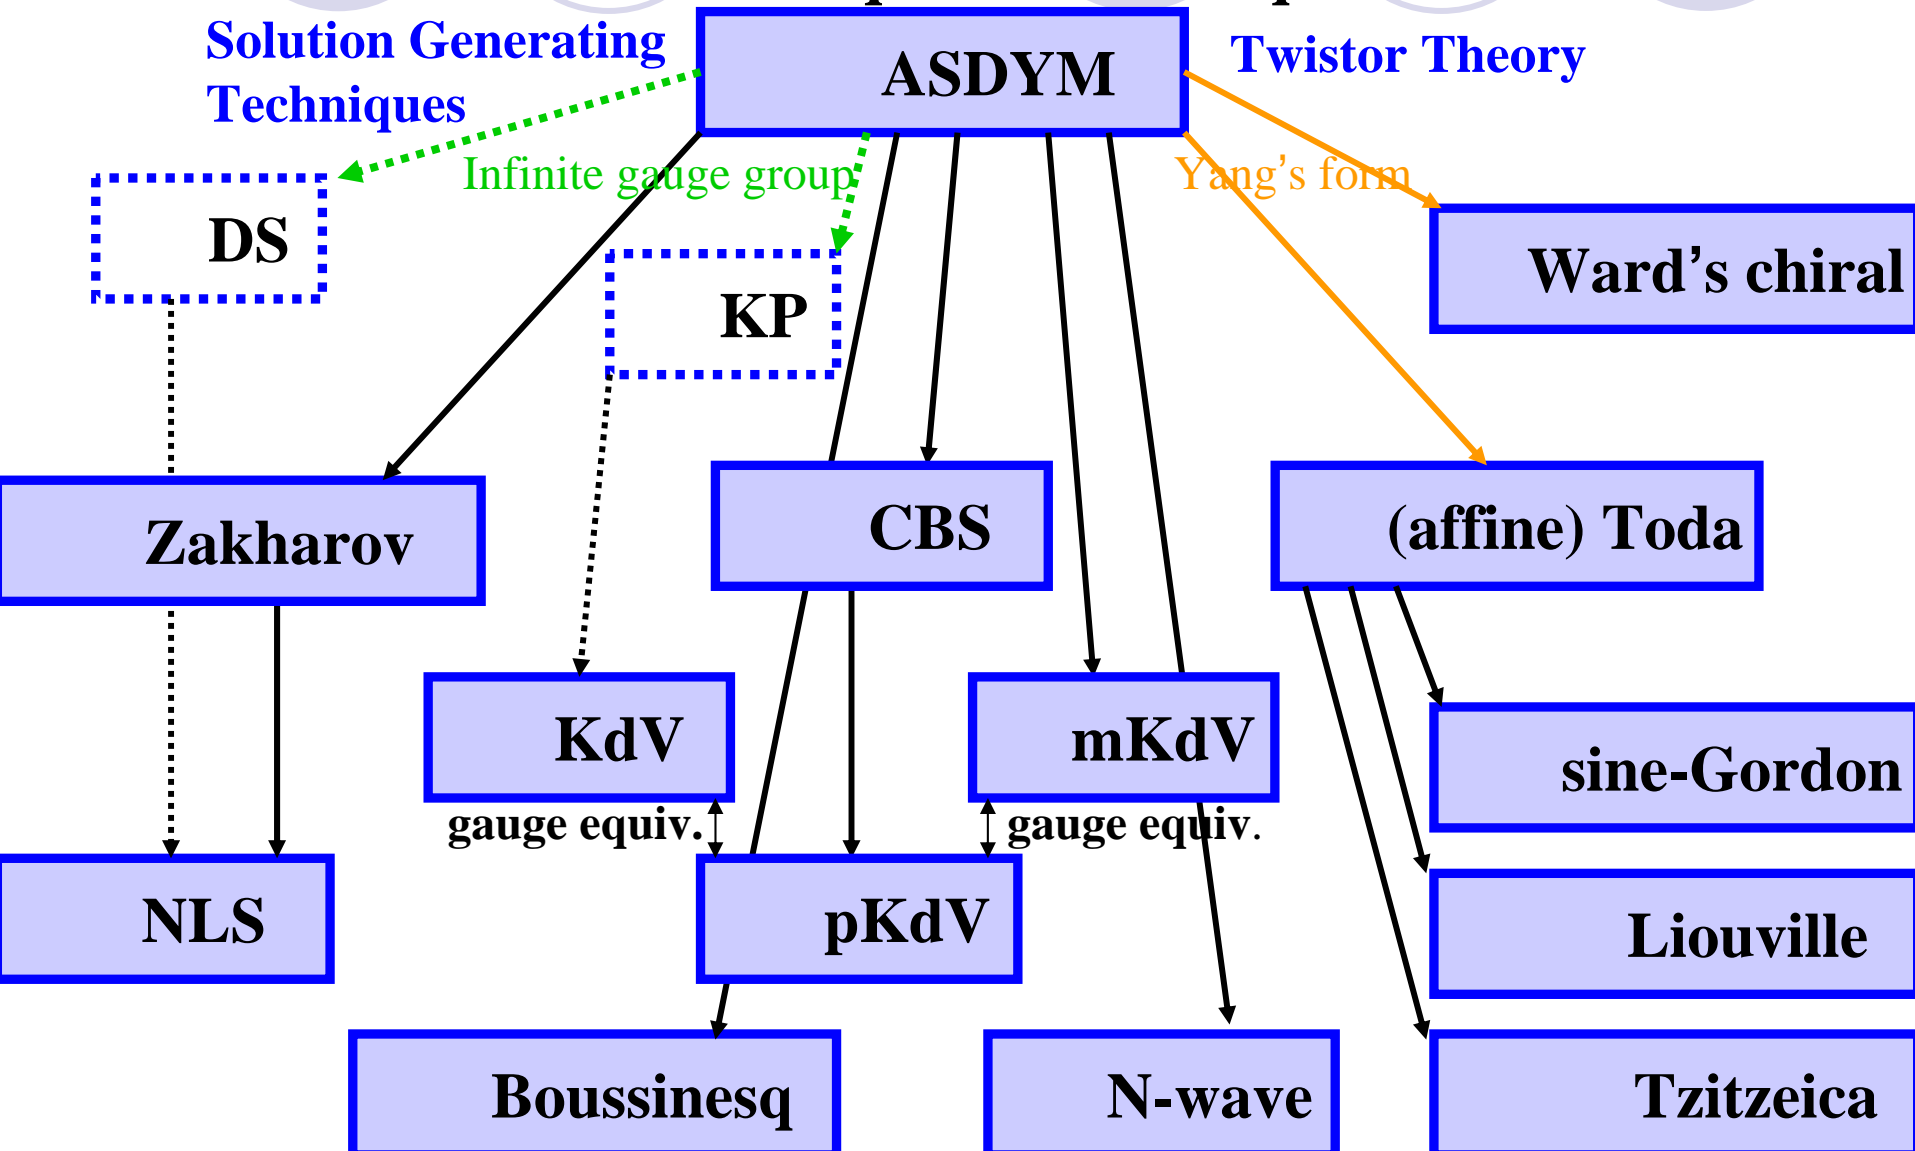 Solution Generating
Techniques
ASDYM
Twistor Theory
Infinite gauge group
Yang’s form
DS
Ward’s chiral
KP
Zakharov
CBS
(affine) Toda
KdV
mKdV
sine-Gordon
gauge equiv.
gauge equiv.
NLS
pKdV
Liouville
Boussinesq
N-wave
Tzitzeica